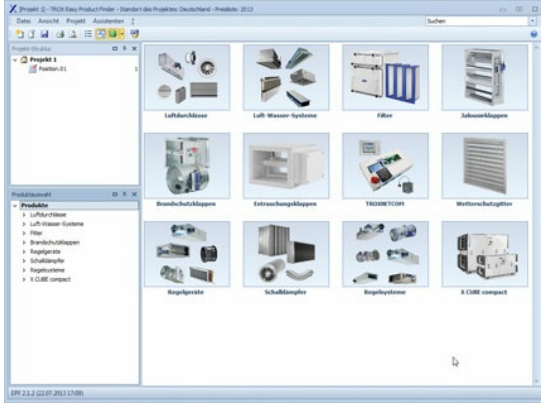 [Projekt 1] - TROX Easy Product Finder - Standort des Projektes: Deutschland - Preisliste: 2013
Datei Ansicht Projekt Assistenten ?
Suchen
Projekt-Struktur
Projekt 1
Position.01 1
Luftdurchlässe
Luft-Wasser-Systeme
Filter
Jalousieklappen
Brandschutzklappen
Entrauchungsklappen
TROXNETCOM
Wetterschutzgitter
Regelgeräte
Schalldämpfer
Regelsysteme
X CUBE compact
Produktauswahl
Produkte
Luftdurchlässe
Luft-Wasser-Systeme
Filter
Brandschutzklappen
Regelgeräte
Schalldämpfer
Regelsysteme
X CUBE compact
EPF 2.1.2 (22.07.2013 17:08)